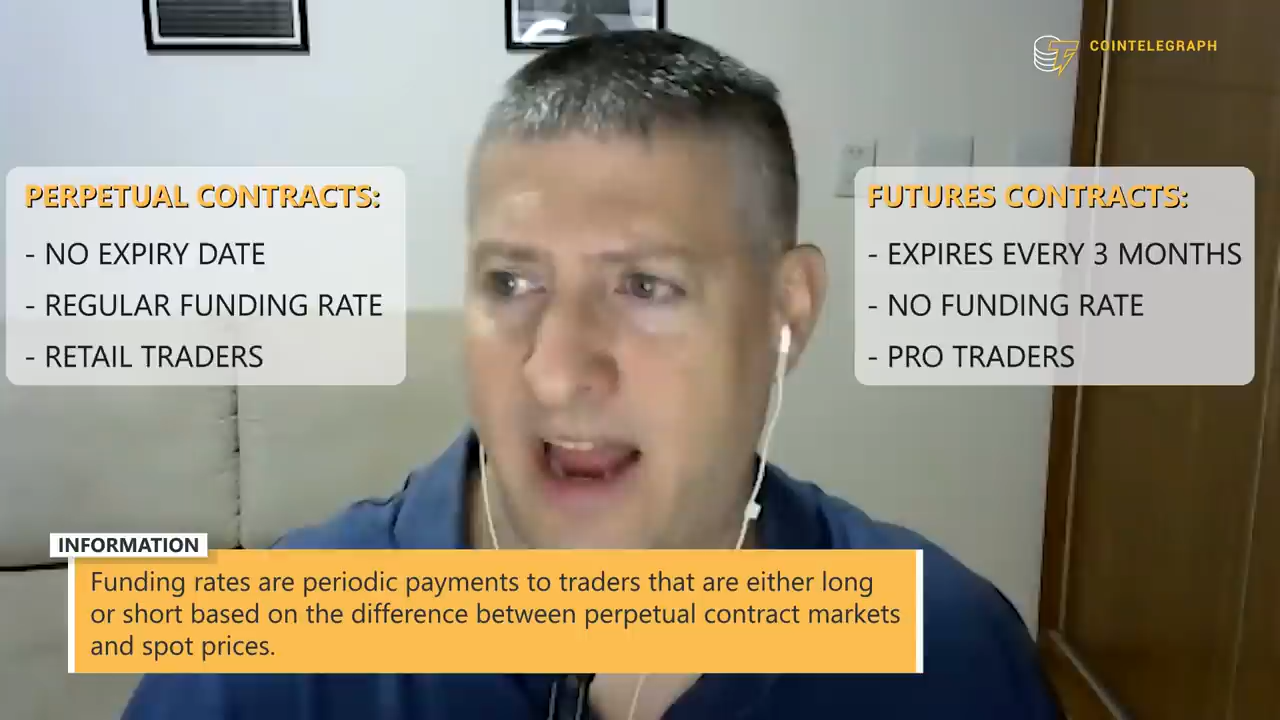 COINTELEGRAPH
PERPETUAL CONTRACTS:
- NO EXPIRY DATE
- REGULAR FUNDING RATE
- RETAIL TRADERS
FUTURES CONTRACTS:
- EXPIRES EVERY 3 MONTHS
- NO FUNDING RATE
- PRO TRADERS
INFORMATION
Funding rates are periodic payments to traders that are either long
or short based on the difference between perpetual contract markets
and spot prices.